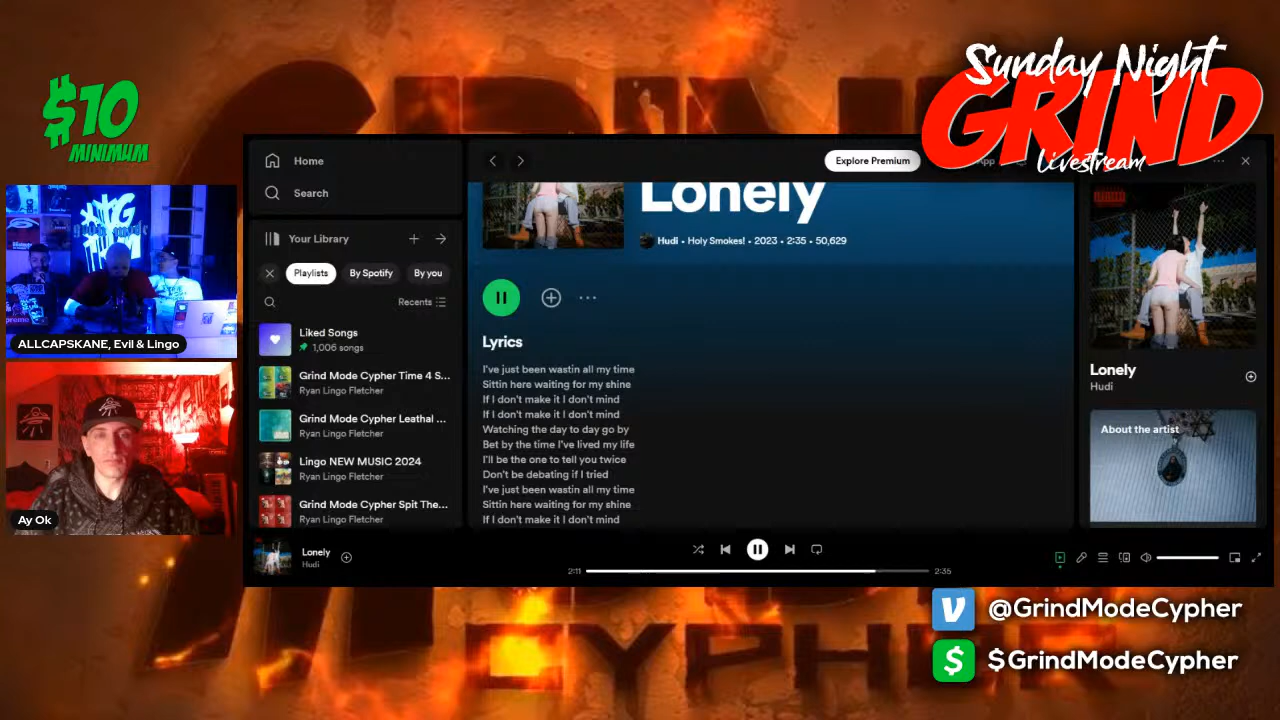 $10
MINIMUM
Sunday Night
GRIND
Livestream
Home
Search
Your Library
Playlists
By Spotify
By you
Recents
Liked Songs
1,006 songs
Grind Mode Cypher Time 4 S...
Ryan Lingo Fletcher
Grind Mode Cypher Leathal ...
Ryan Lingo Fletcher
Lingo NEW MUSIC 2024
Ryan Lingo Fletcher
Grind Mode Cypher Spit The...
Ryan Lingo Fletcher
Explore Premium
App
Lonely
Hudi • Holy Smokes! • 2023 • 2:35 • 50,629
Lyrics
I've just been wastin all my time
Sittin here waiting for my shine
If I don't make it I don't mind
If I don't make it I don't mind
Watching the day to day go by
Bet by the time I've lived my life
I'll be the one to tell you twice
Don't be debating if I tried
I've just been wastin all my time
Sittin here waiting for my shine
If I don't make it I don't mind
Lonely
Hudi
About the artist
ALLCAPSKANE, Evil & Lingo
Ay Ok
Lonely
Hudi
2:11
2:35
V @GrindModeCypher
$ $GrindModeCypher
CYPHER